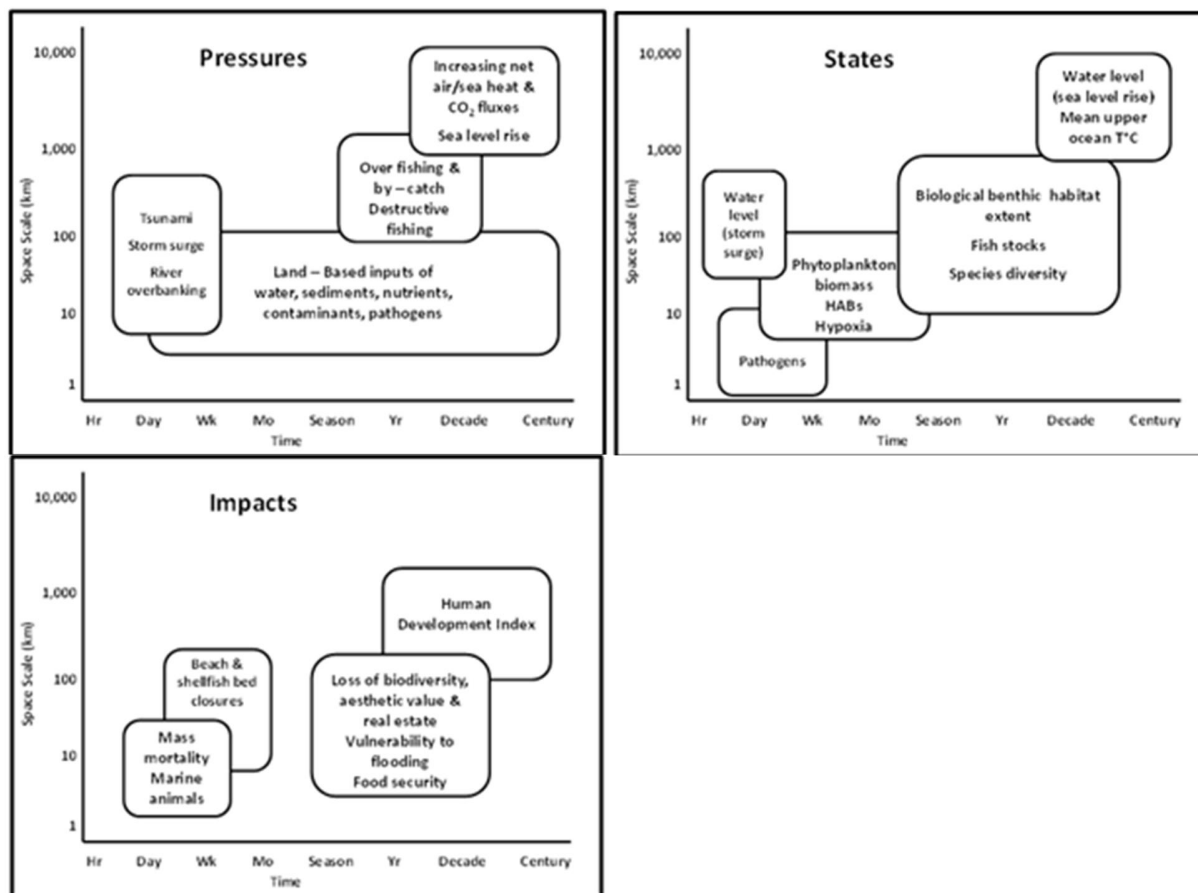 Pressures
10,000
1,000
100
10
1
Space Scale (km)
Increasing net
air/sea heat &
CO₂ fluxes
Sea level rise
Over fishing &
by – catch
Destructive
fishing
Tsunami
Storm surge
River
overbanking
Land – Based inputs of
water, sediments, nutrients,
contaminants, pathogens
Hr Day Wk Mo Season Yr Decade Century
Time
States
10,000
1,000
100
10
1
Space Scale (km)
Water level
(sea level rise)
Mean upper
ocean T°C
Water
level
(storm
surge)
Biological benthic habitat
extent
Fish stocks
Species diversity
Phytoplankton
biomass
HABs
Hypoxia
Pathogens
Hr Day Wk Mo Season Yr Decade Century
Time
Impacts
10,000
1,000
100
10
1
Space Scale (km)
Human
Development Index
Beach &
shellfish bed
closures
Loss of biodiversity,
aesthetic value &
real estate
Vulnerability to
flooding
Food security
Mass
mortality
Marine
animals
Hr Day Wk Mo Season Yr Decade Century
Time